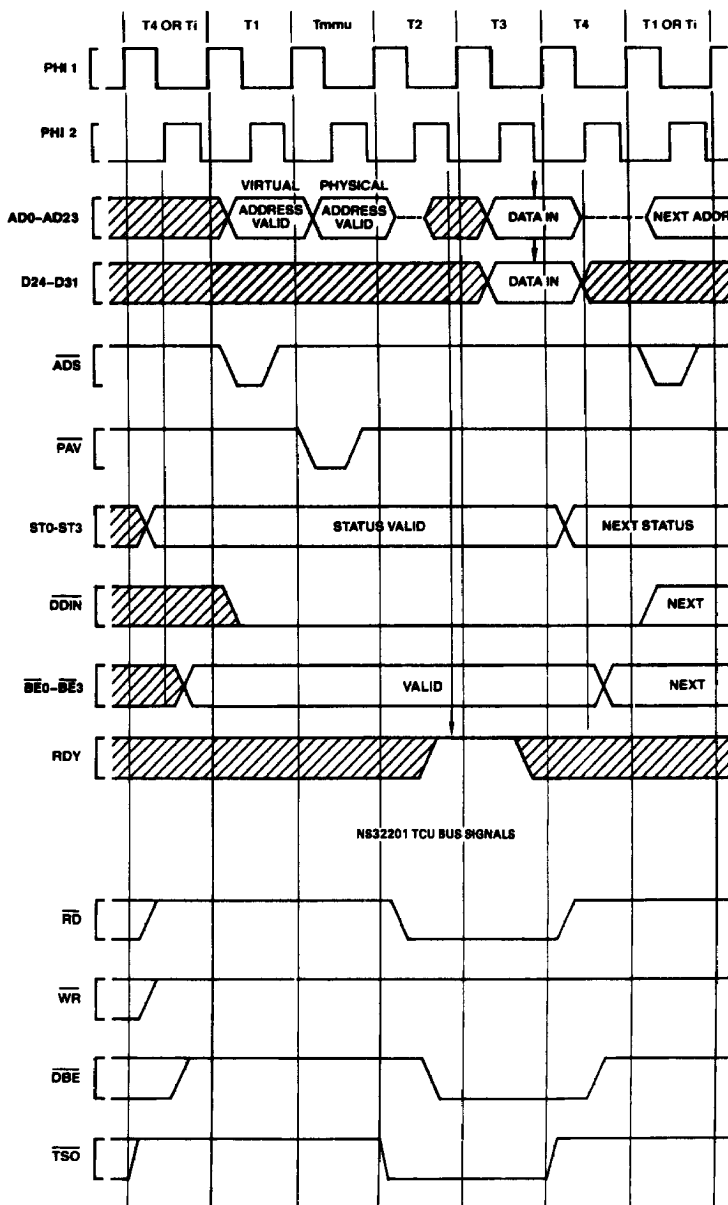 T4 OR Ti T1 Tmmu T2 T3 T4 T1 OR Ti
PHI 1
PHI 2
VIRTUAL PHYSICAL
AD0–AD23 ADDRESS VALID ADDRESS VALID DATA IN NEXT ADDR
D24–D31 DATA IN
ADS
PAV
ST0-ST3 STATUS VALID NEXT STATUS
DDIN NEXT
BE0–BE3 VALID NEXT
RDY
NS32201 TCU BUS SIGNALS
RD
WR
DBE
TSO